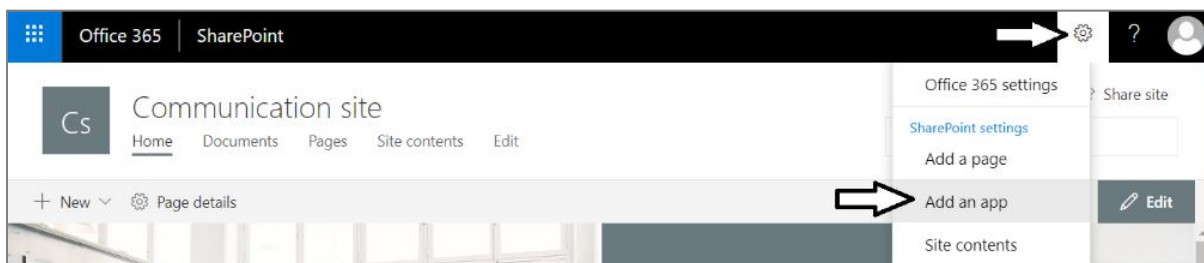 Office 365 SharePoint ?
Office 365 settings
Share site
Cs
Communication site
SharePoint settings
Home Documents Pages Site contents Edit
Add a page
+ New Page details
Add an app
Edit
Site contents